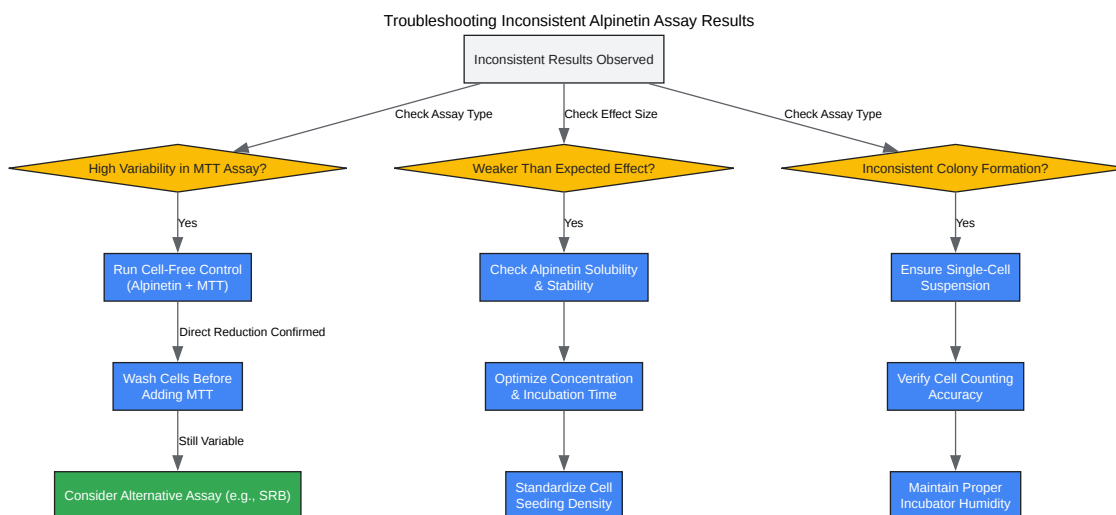 Troubleshooting Inconsistent Alpinetin Assay Results
Inconsistent Results Observed
Check Assay Type
Check Effect Size
Check Assay Type
High Variability in MTT Assay?
Weaker Than Expected Effect?
Inconsistent Colony Formation?
Yes
Yes
Yes
Run Cell-Free Control
(Alpinetin + MTT)
Check Alpinetin Solubility
& Stability
Ensure Single-Cell
Suspension
Direct Reduction Confirmed
Wash Cells Before
Adding MTT
Optimize Concentration
& Incubation Time
Verify Cell Counting
Accuracy
Still Variable
Consider Alternative Assay (e.g., SRB)
Standardize Cell
Seeding Density
Maintain Proper
Incubator Humidity